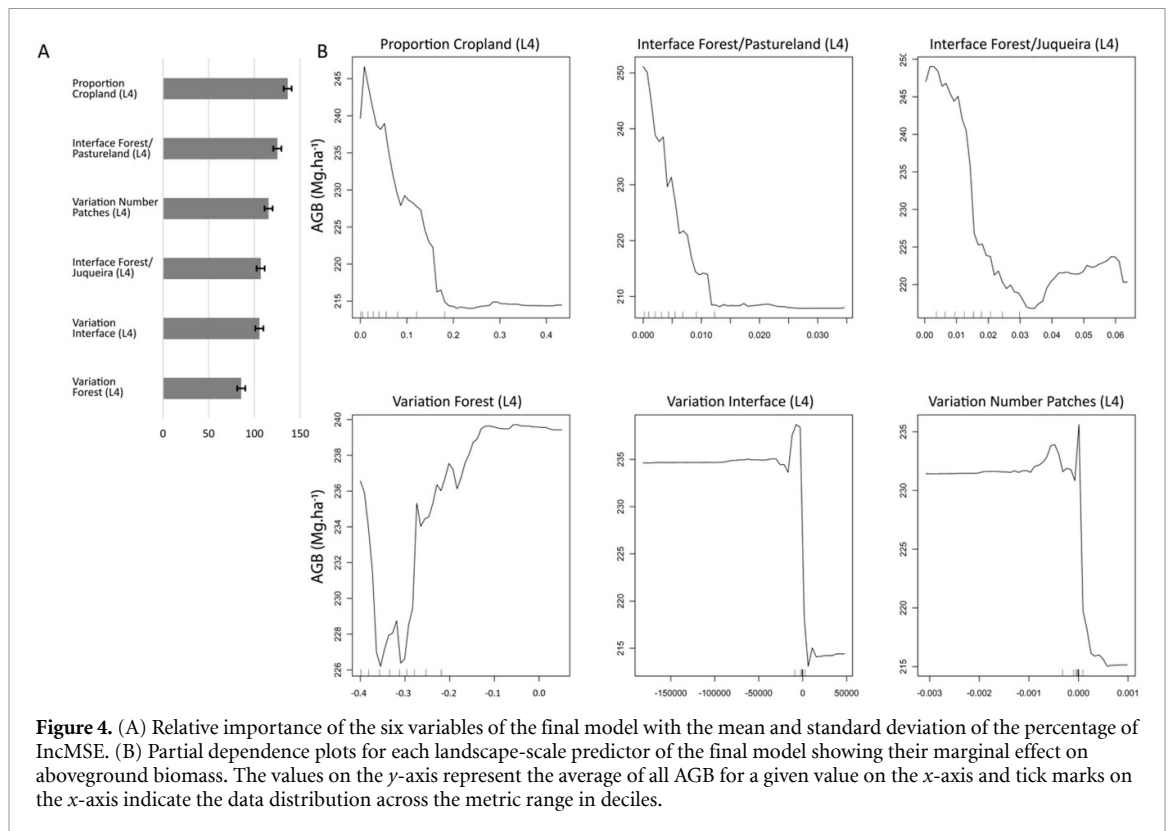 A
Proportion
Cropland (L4)
Interface Forest/
Pastureland (L4)
Variation Number
Patches (L4)
Interface Forest/
Juqueira (L4)
Variation
Interface (L4)
Variation
Forest (L4)
0 50 100 150
B
Proportion Cropland (L4)
AGB (Mg.ha⁻¹)
245
240
235
230
225
220
215
0.0 0.1 0.2 0.3 0.4
Interface Forest/Pastureland (L4)
250
240
230
220
210
0.000 0.010 0.020 0.030
Interface Forest/Juqueira (L4)
245
240
235
230
225
220
0.00 0.01 0.02 0.03 0.04 0.05 0.06
Variation Forest (L4)
AGB (Mg.ha⁻¹)
240
238
236
234
232
230
228
226
-0.4 -0.3 -0.2 -0.1 0.0
Variation Interface (L4)
235
230
225
220
215
-150000 -100000 -50000 0 50000
Variation Number Patches (L4)
235
230
225
220
215
-0.003 -0.002 -0.001 0.000 0.001
Figure 4. (A) Relative importance of the six variables of the final model with the mean and standard deviation of the percentage of
IncMSE. (B) Partial dependence plots for each landscape-scale predictor of the final model showing their marginal effect on
aboveground biomass. The values on the y-axis represent the average of all AGB for a given value on the x-axis and tick marks on
the x-axis indicate the data distribution across the metric range in deciles.